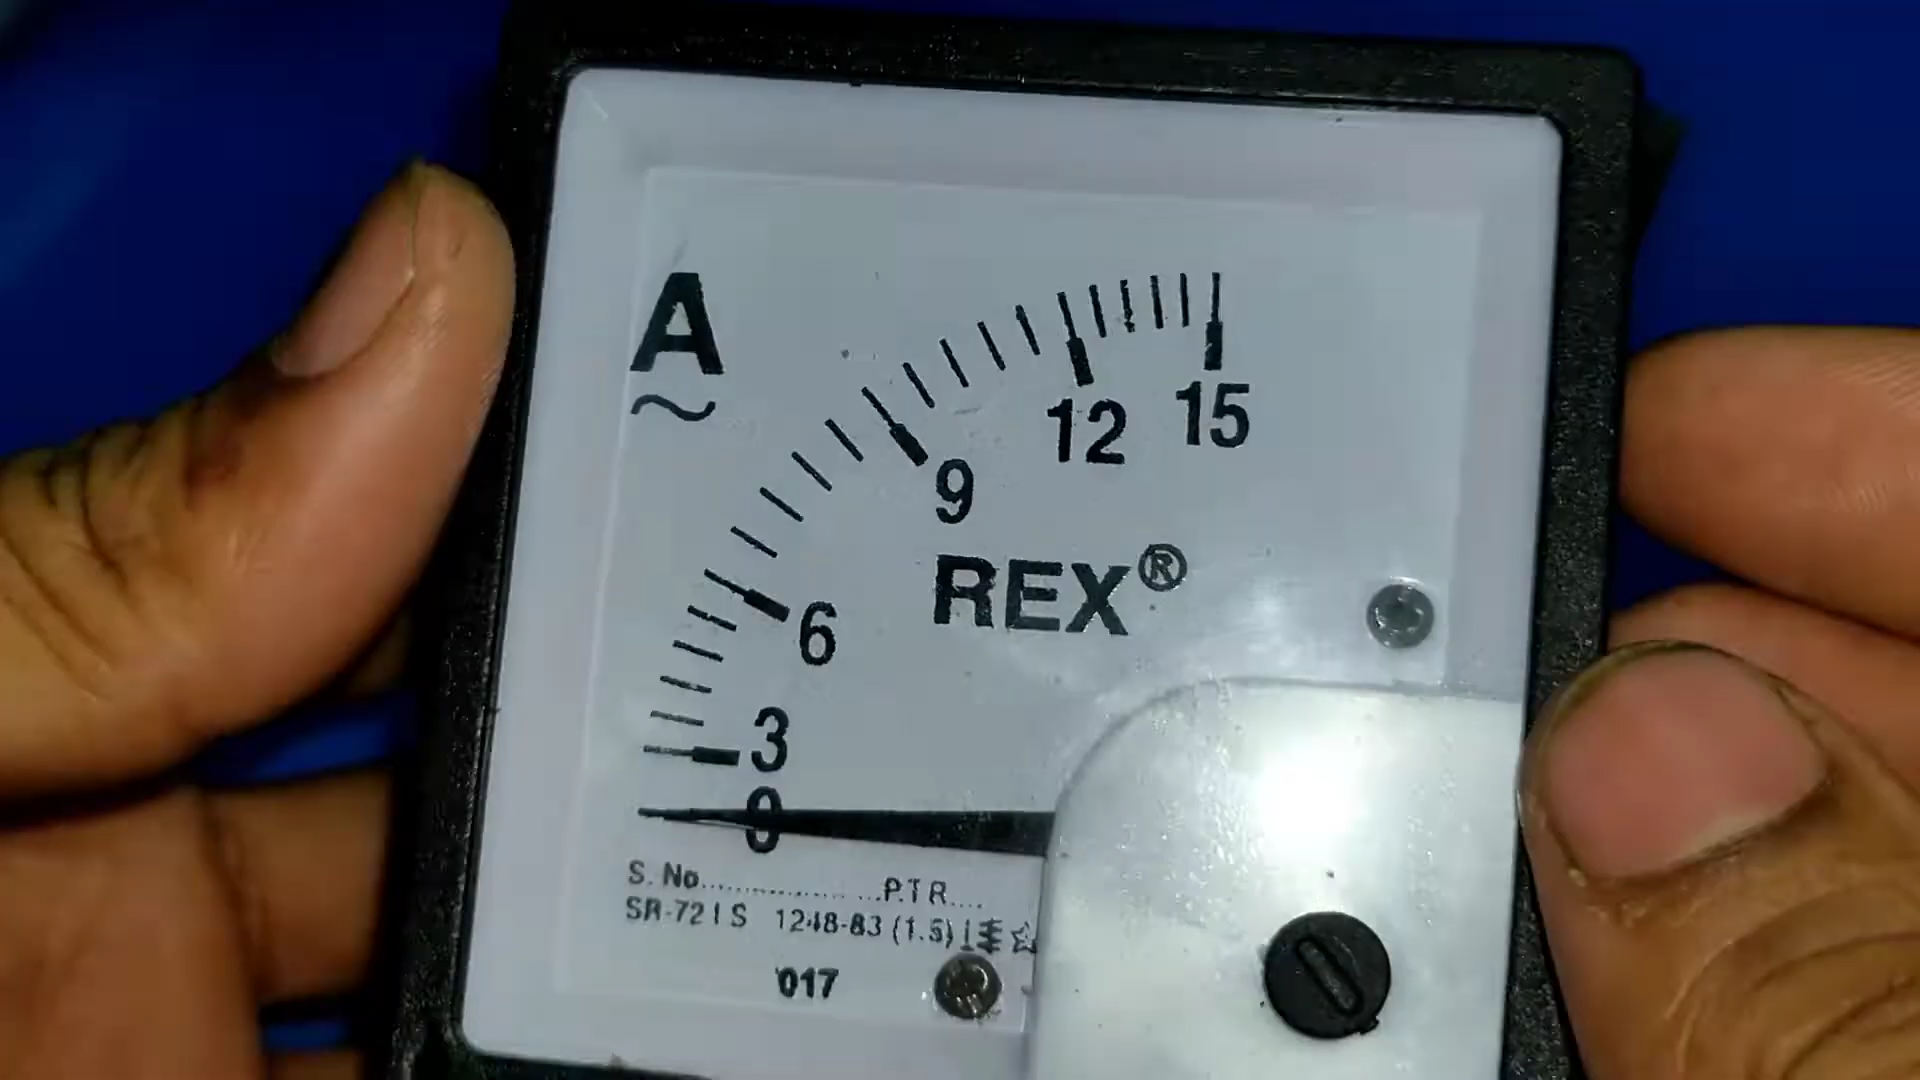 A
~
15
12
9
REX®
6
3
0
S. No.....................P.T.R....
SR-72 I S 1248-83 (1.5)
'017